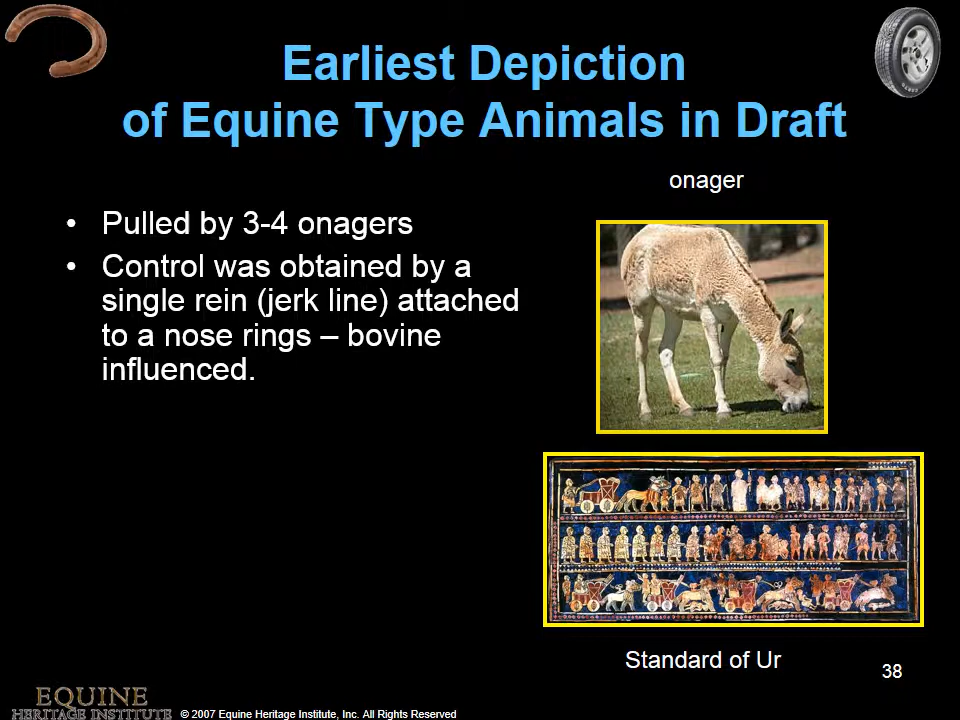 Earliest Depiction
of Equine Type Animals in Draft
onager
• Pulled by 3-4 onagers
• Control was obtained by a
single rein (jerk line) attached
to a nose rings – bovine
influenced.
Standard of Ur
38
EQUINE
HERITAGE INSTITUTE
© 2007 Equine Heritage Institute, Inc. All Rights Reserved